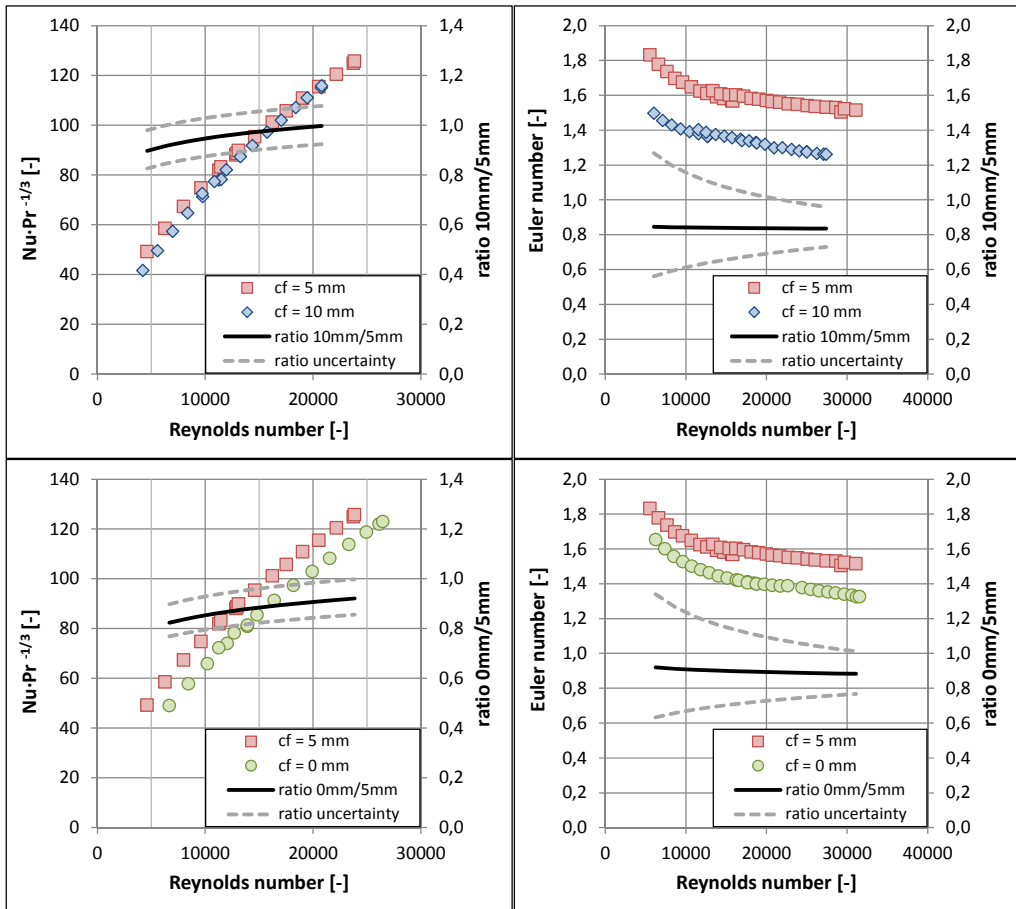 140
120
100
80
60
40
20
0
Nu·Pr -1/3 [-]
1,4
1,2
1,0
0,8
0,6
0,4
0,2
0,0
ratio 10mm/5mm
cf = 5 mm
cf = 10 mm
ratio 10mm/5mm
ratio uncertainty
0 10000 20000 30000
Reynolds number [-]
2,0
1,8
1,6
1,4
1,2
1,0
0,8
0,6
0,4
0,2
0,0
Euler number [-]
2,0
1,8
1,6
1,4
1,2
1,0
0,8
0,6
0,4
0,2
0,0
ratio 10mm/5mm
cf = 5 mm
cf = 10 mm
ratio 10mm/5mm
ratio uncertainty
0 10000 20000 30000 40000
Reynolds number [-]
140
120
100
80
60
40
20
0
Nu·Pr -1/3 [-]
1,4
1,2
1,0
0,8
0,6
0,4
0,2
0,0
ratio 0mm/5mm
cf = 5 mm
cf = 0 mm
ratio 0mm/5mm
ratio uncertainty
0 10000 20000 30000
Reynolds number [-]
2,0
1,8
1,6
1,4
1,2
1,0
0,8
0,6
0,4
0,2
0,0
Euler number [-]
2,0
1,8
1,6
1,4
1,2
1,0
0,8
0,6
0,4
0,2
0,0
ratio 0mm/5mm
cf = 5 mm
cf = 0 mm
ratio 0mm/5mm
ratio uncertainty
0 10000 20000 30000 40000
Reynolds number [-]